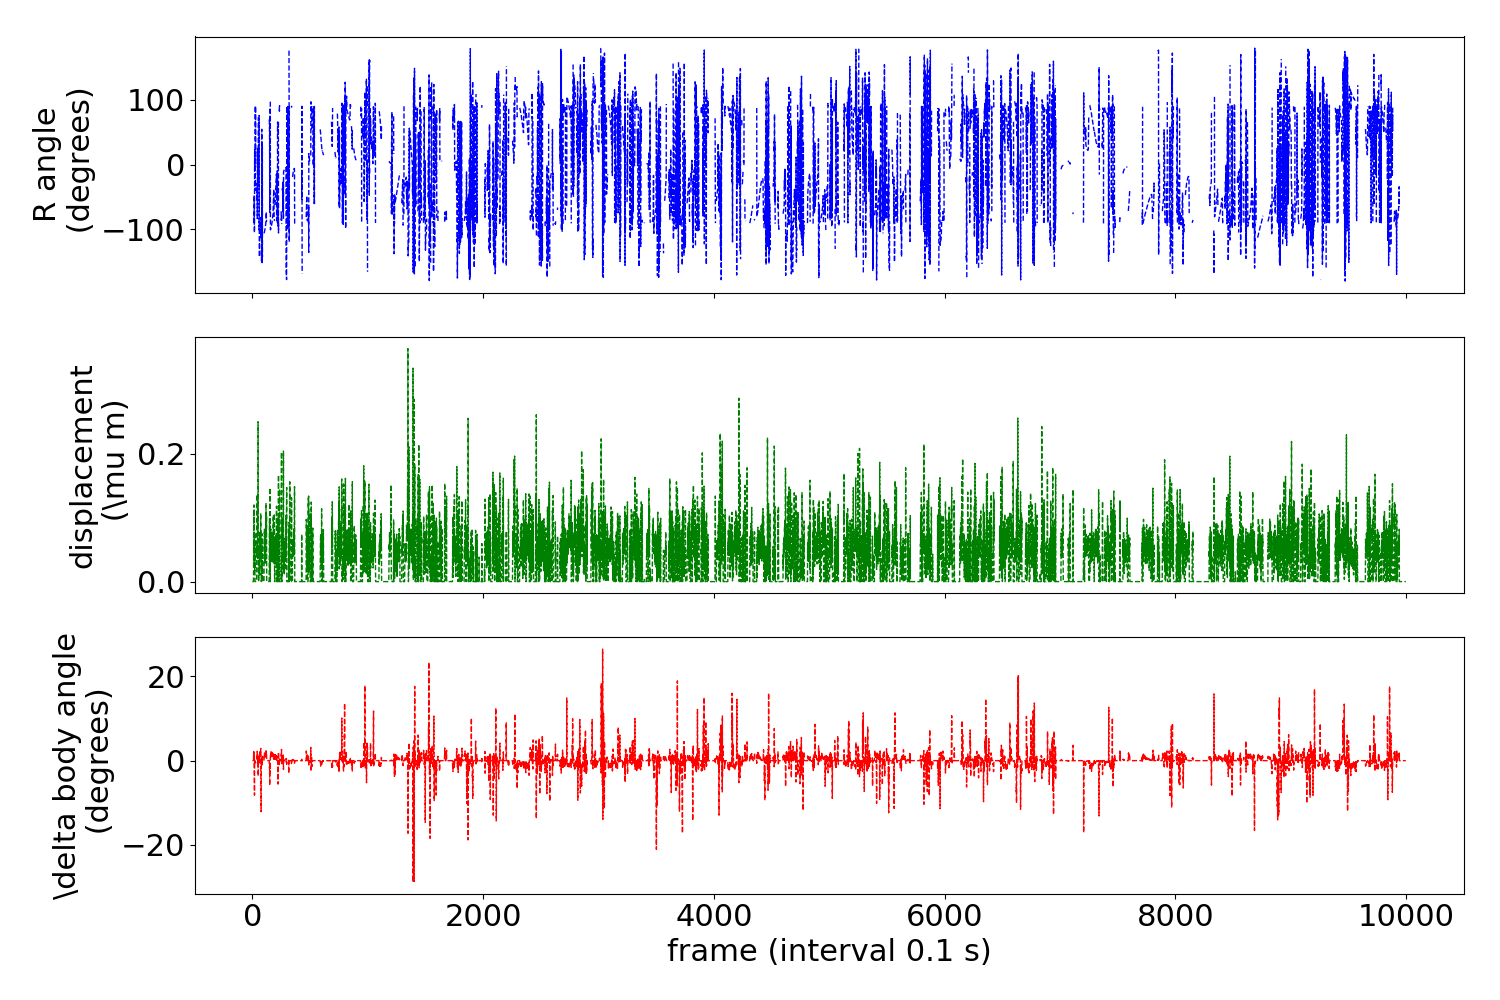 R angle
(degrees)
100
0
−100
displacement
(\mu m)
0.2
0.0
\delta body angle
(degrees)
20
0
−20
0 2000 4000 6000 8000 10000
frame (interval 0.1 s)